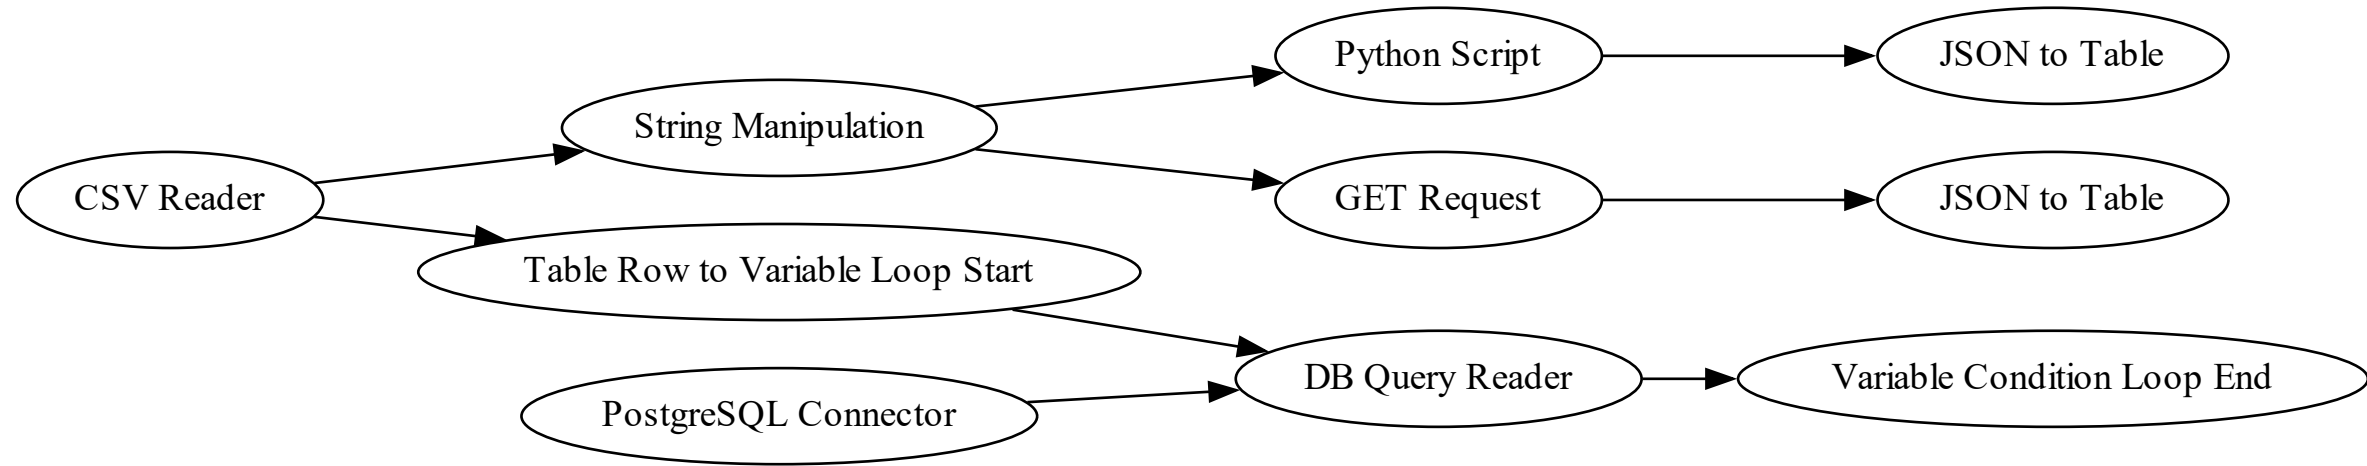 CSV Reader
String Manipulation
Table Row to Variable Loop Start
PostgreSQL Connector
Python Script
GET Request
DB Query Reader
JSON to Table
JSON to Table
Variable Condition Loop End